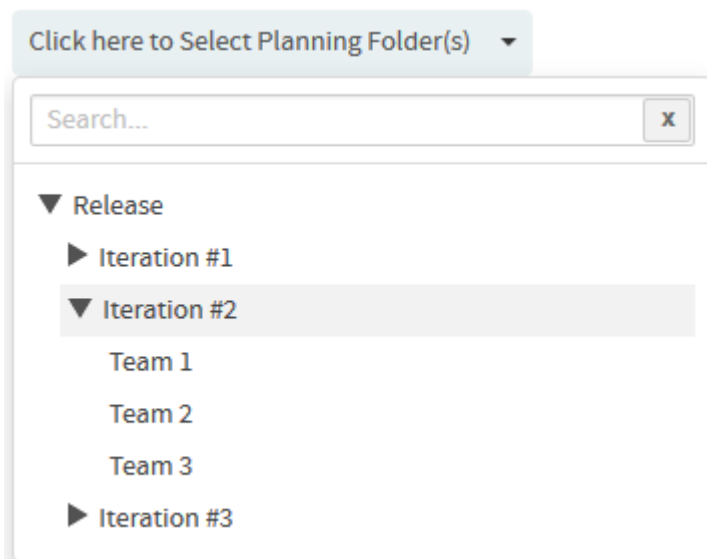 Click here to Select Planning Folder(s)
Search...
x
Release
Iteration #1
Iteration #2
Team 1
Team 2
Team 3
Iteration #3